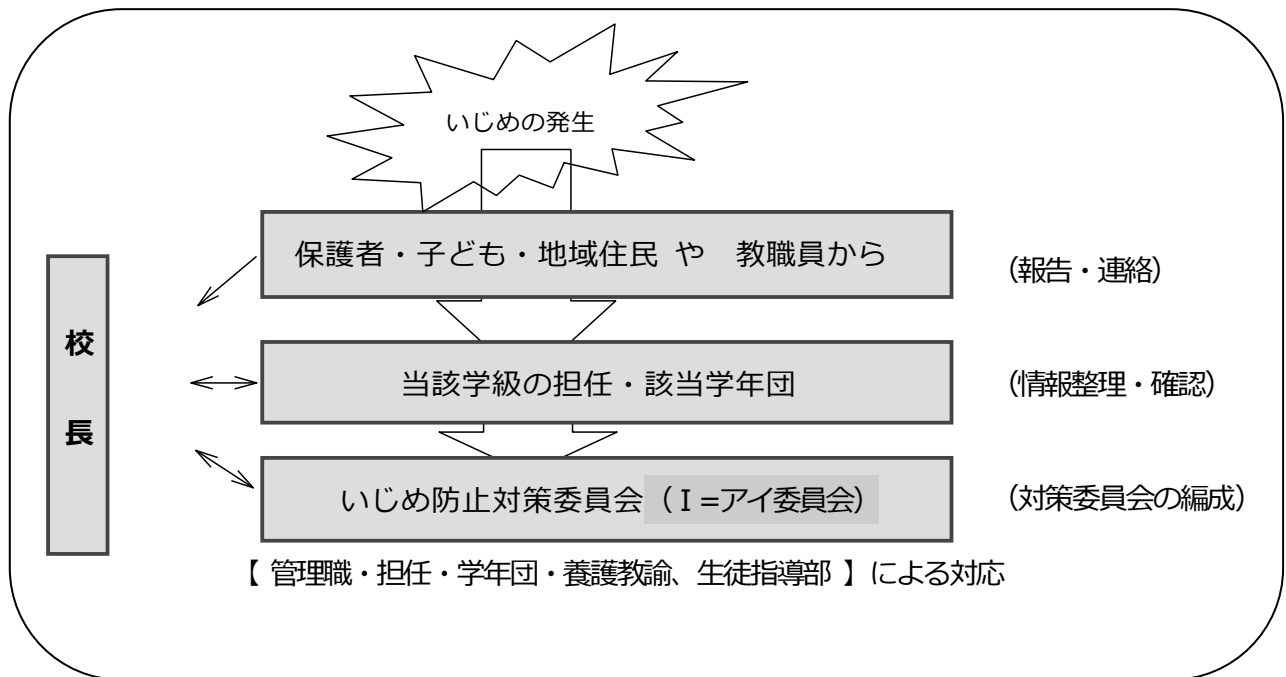 いじめの発生
保護者・子ども・地域住民 や 教職員から
(報告・連絡)
校長
当該学級の担任・該当学年団
(情報整理・確認)
いじめ防止対策委員会（Ｉ=アイ委員会）
(対策委員会の編成)
【 管理職・担任・学年団・養護教諭、生徒指導部 】による対応